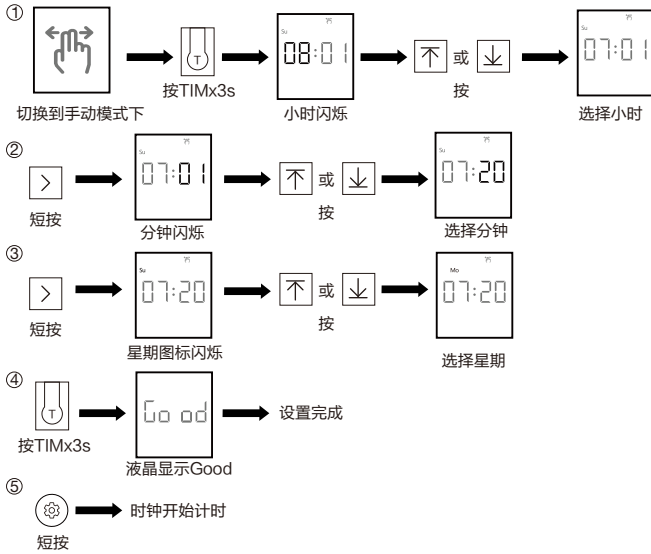 ①
Su
08:01
T
或
07:01
按TIMx3s
按
切换到手动模式下
小时闪烁
选择小时
②
Su
07:01
或
Su
07:20
短按
按
分钟闪烁
选择分钟
③
Su
07:20
或
Mo
07:20
短按
按
星期图标闪烁
选择星期
④
T
Good
设置完成
按TIMx3s
液晶显示Good
⑤
时钟开始计时
短按